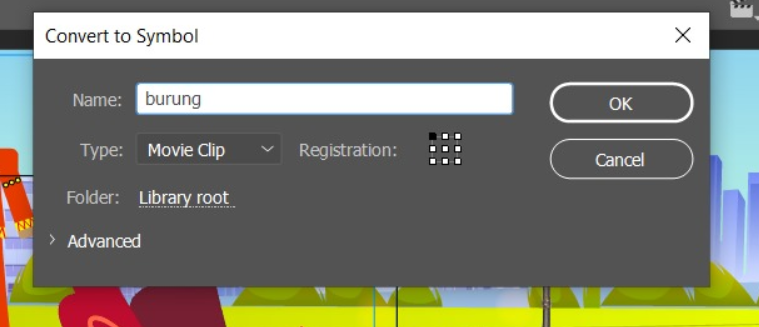 Convert to Symbol
Name: burung
OK
Type: Movie Clip Registration:
Cancel
Folder: Library root
Advanced